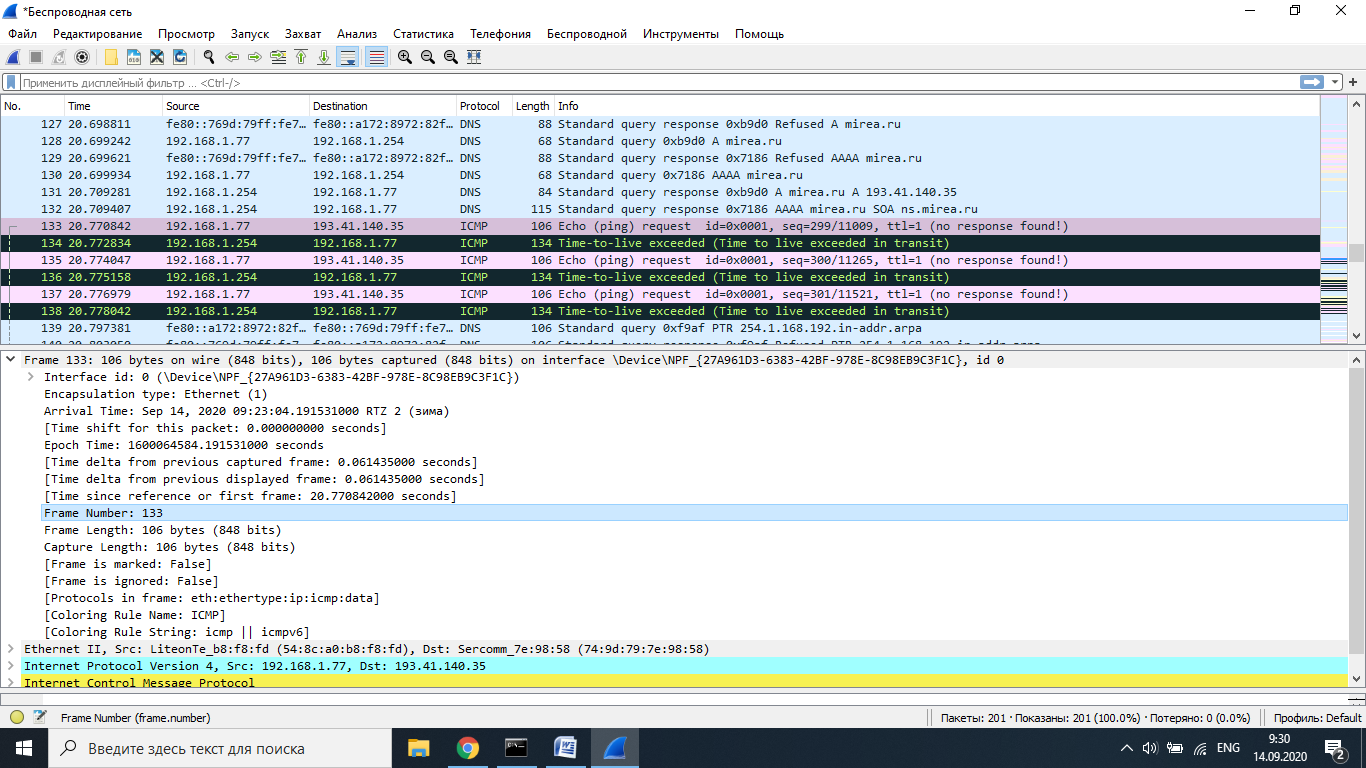 *Беспроводная сеть
Файл Редактирование Просмотр Запуск Захват Анализ Статистика Телефония Беспроводной Инструменты Помощь
Применить дисплейный фильтр ... <Ctrl-/>
No. Time Source Destination Protocol Length Info
127 20.698811 fe80::769d:79ff:fe7… fe80::a172:8972:82f… DNS 88 Standard query response 0xb9d0 Refused A mirea.ru
128 20.699242 192.168.1.77 192.168.1.254 DNS 68 Standard query 0xb9d0 A mirea.ru
129 20.699621 fe80::769d:79ff:fe7… fe80::a172:8972:82f… DNS 88 Standard query response 0x7186 Refused AAAA mirea.ru
130 20.699934 192.168.1.77 192.168.1.254 DNS 68 Standard query 0x7186 AAAA mirea.ru
131 20.709281 192.168.1.254 192.168.1.77 DNS 84 Standard query response 0xb9d0 A mirea.ru A 193.41.140.35
132 20.709407 192.168.1.254 192.168.1.77 DNS 115 Standard query response 0x7186 AAAA mirea.ru SOA ns.mirea.ru
133 20.770842 192.168.1.77 193.41.140.35 ICMP 106 Echo (ping) request id=0x0001, seq=299/11009, ttl=1 (no response found!)
134 20.772834 192.168.1.254 192.168.1.77 ICMP 134 Time-to-live exceeded (Time to live exceeded in transit)
135 20.774047 192.168.1.77 193.41.140.35 ICMP 106 Echo (ping) request id=0x0001, seq=300/11265, ttl=1 (no response found!)
136 20.775158 192.168.1.254 192.168.1.77 ICMP 134 Time-to-live exceeded (Time to live exceeded in transit)
137 20.776979 192.168.1.77 193.41.140.35 ICMP 106 Echo (ping) request id=0x0001, seq=301/11521, ttl=1 (no response found!)
138 20.778042 192.168.1.254 192.168.1.77 ICMP 134 Time-to-live exceeded (Time to live exceeded in transit)
139 20.797381 fe80::a172:8972:82f… fe80::769d:79ff:fe7… DNS 106 Standard query 0xf9af PTR 254.1.168.192.in-addr.arpa
Frame 133: 106 bytes on wire (848 bits), 106 bytes captured (848 bits) on interface \Device\NPF_{27A961D3-6383-42BF-978E-8C98EB9C3F1C}, id 0
Interface id: 0 (\Device\NPF_{27A961D3-6383-42BF-978E-8C98EB9C3F1C})
Encapsulation type: Ethernet (1)
Arrival Time: Sep 14, 2020 09:23:04.191531000 RTZ 2 (зима)
[Time shift for this packet: 0.000000000 seconds]
Epoch Time: 1600064584.191531000 seconds
[Time delta from previous captured frame: 0.061435000 seconds]
[Time delta from previous displayed frame: 0.061435000 seconds]
[Time since reference or first frame: 20.770842000 seconds]
Frame Number: 133
Frame Length: 106 bytes (848 bits)
Capture Length: 106 bytes (848 bits)
[Frame is marked: False]
[Frame is ignored: False]
[Protocols in frame: eth:ethertype:ip:icmp:data]
[Coloring Rule Name: ICMP]
[Coloring Rule String: icmp || icmpv6]
Ethernet II, Src: LiteonTe_b8:f8:fd (54:8c:a0:b8:f8:fd), Dst: Sercomm_7e:98:58 (74:9d:79:7e:98:58)
Internet Protocol Version 4, Src: 192.168.1.77, Dst: 193.41.140.35
Internet Control Message Protocol
Frame Number (frame.number) Пакеты: 201 · Показаны: 201 (100.0%) · Потеряно: 0 (0.0%) Профиль: Default
Введите здесь текст для поиска
ENG 9:30
14.09.2020
2